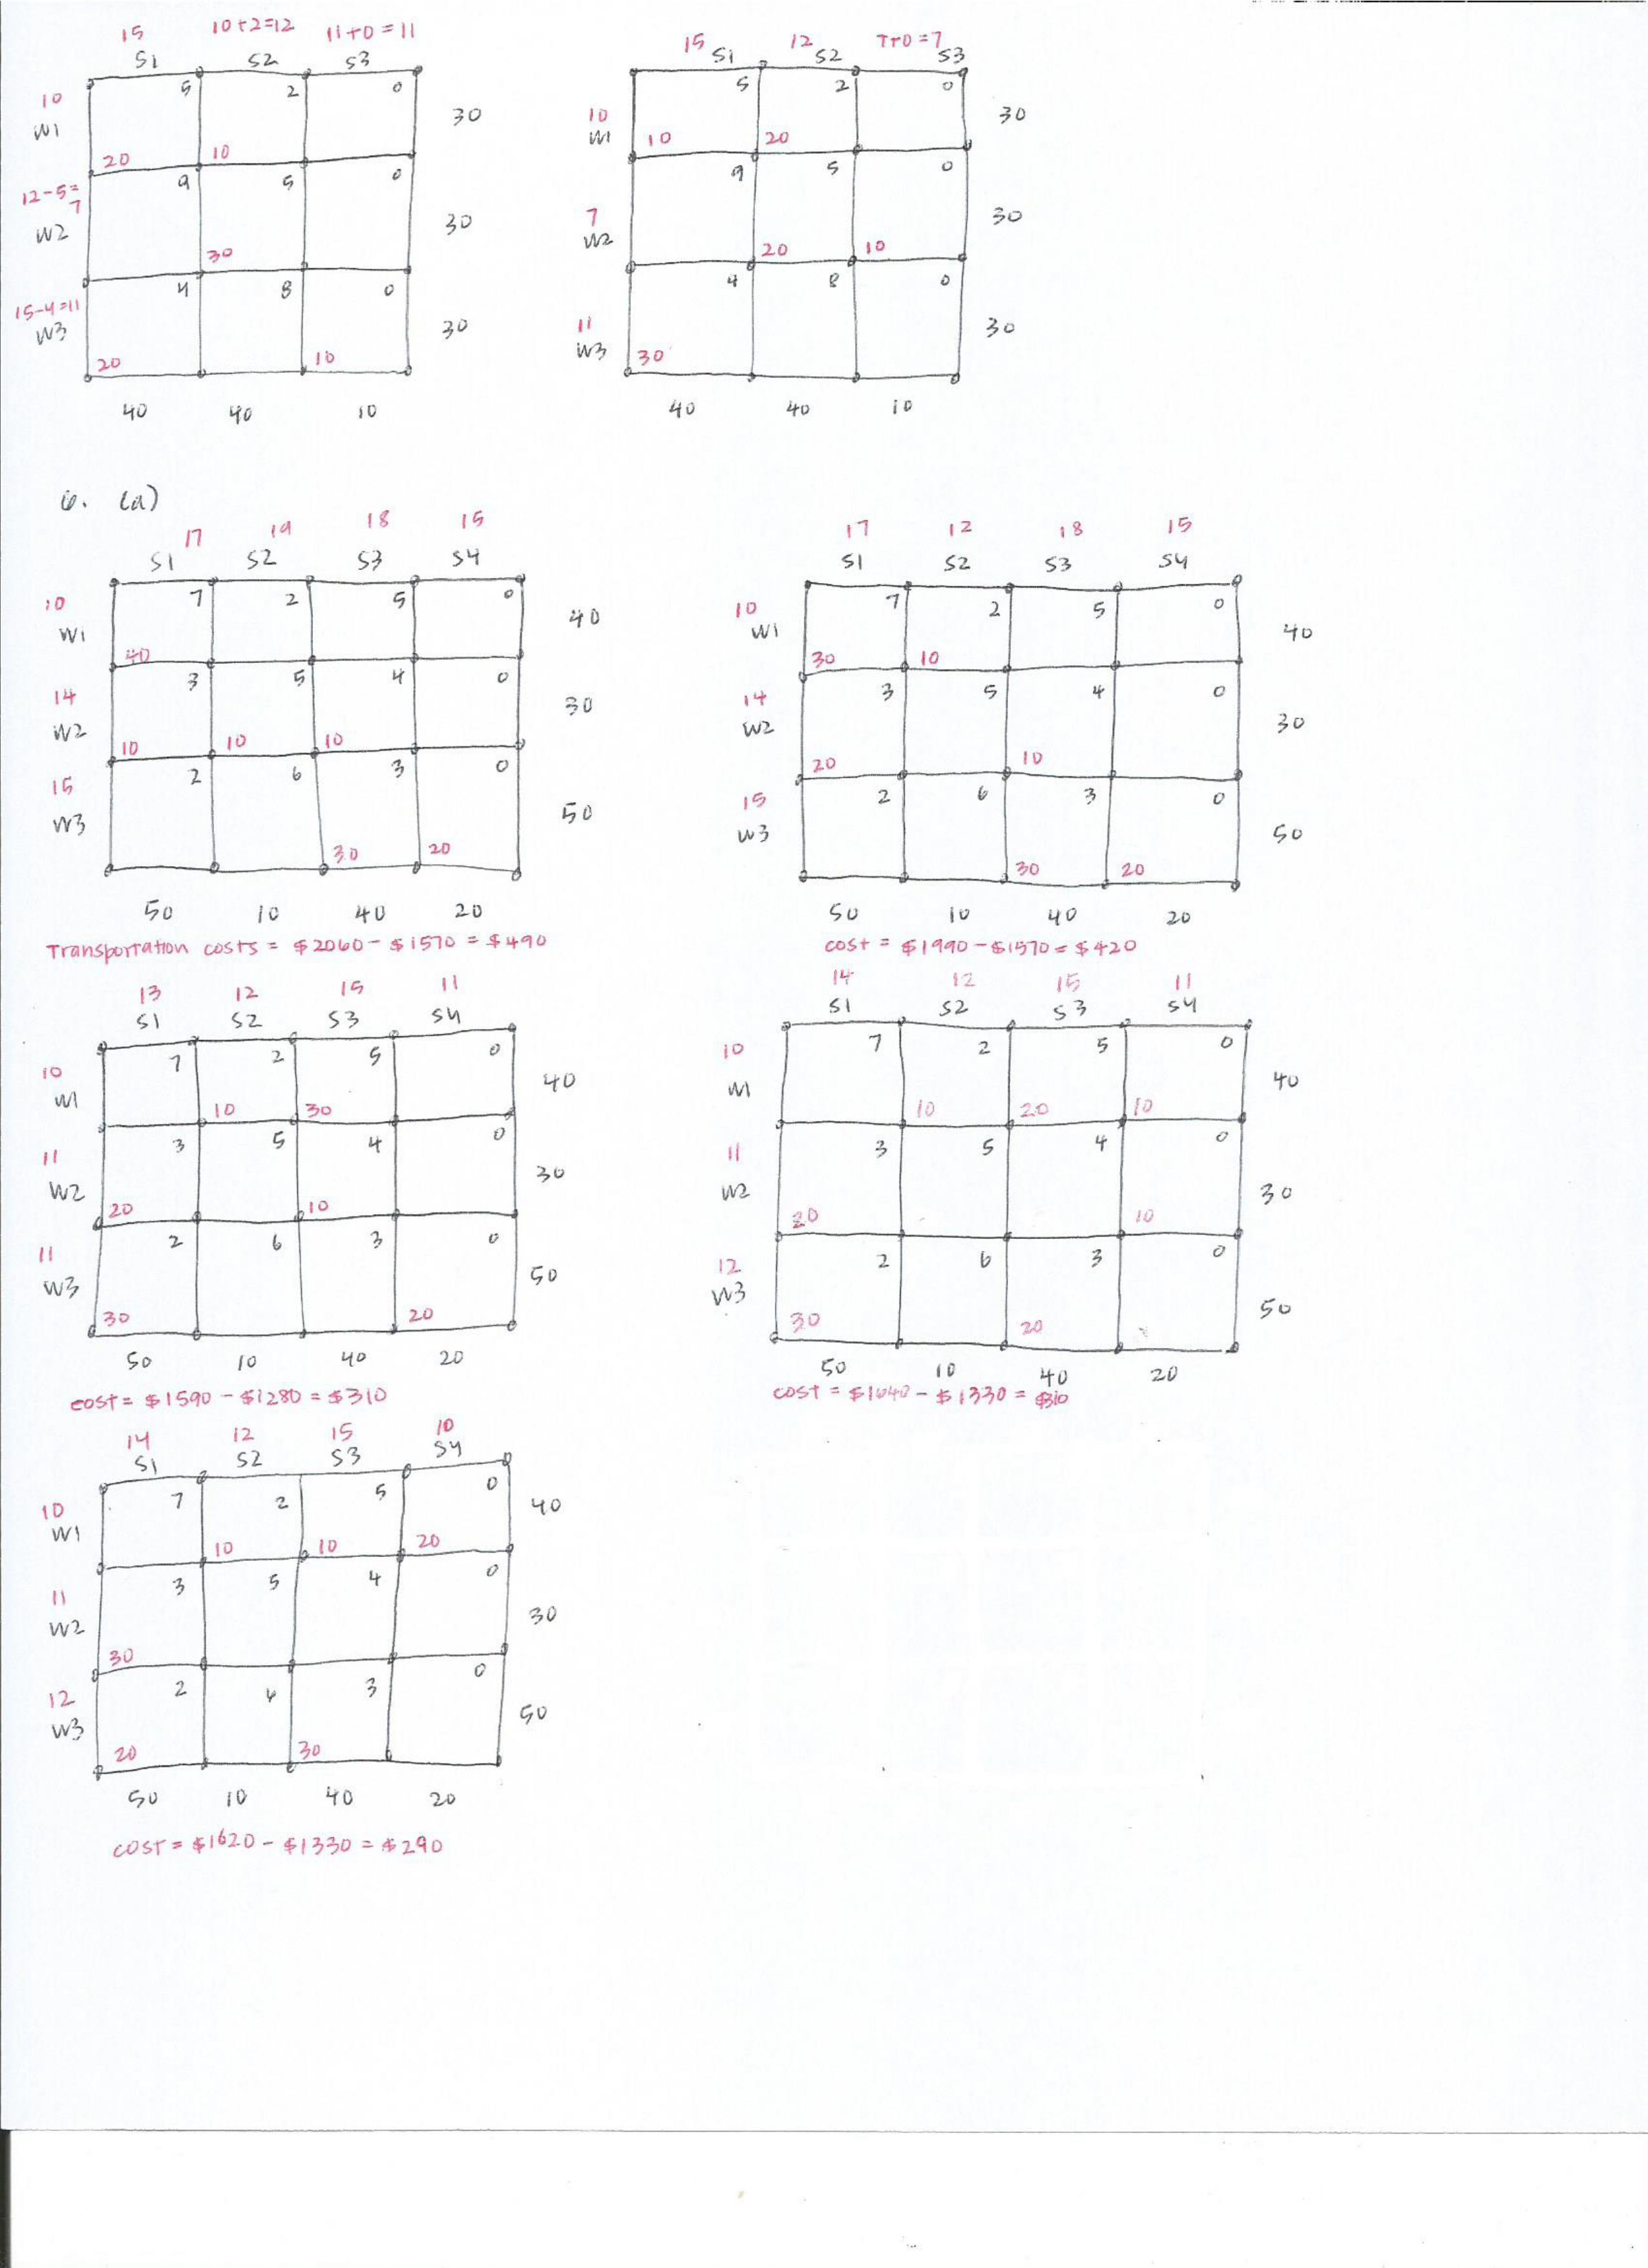 15 10+2=12 11+0=11
S1 S2 S3
10 5 2 0
W1 30
20 10
12-5= 9 5 0
7
W2 30
30
15-4=11 4 8 0
W3 30
20 10
40 40 10
15 12 7+0=7
S1 S2 S3
5 2 0
10 30
W1 10 20
9 5 0
7 30
W2 20 10
4 8 0
11 30
W3 30
40 40 10
6. (a)
17 19 18 15
S1 S2 S3 S4
10 7 2 5 0
W1 40
40
14 3 5 4 0
W2 30
10 10 10
15 2 6 3 0
W3 50
30 20
50 10 40 20
Transportation costs = $2060 - $1570 = $490
17 12 18 15
S1 S2 S3 S4
10 7 2 5 0
W1 40
30 10
14 3 5 4 0
W2 30
20 10
15 2 6 3 0
W3 50
30 20
50 10 40 20
cost = $1990 - $1570 = $420
13 12 15 11
S1 S2 S3 S4
10 7 2 5 0
W1 40
10 30
11 3 5 4 0
W2 30
20 10
11 2 6 3 0
W3 50
30 20
50 10 40 20
cost = $1590 - $1280 = $310
14 12 15 11
S1 S2 S3 S4
10 7 2 5 0
W1 40
10 20 10
11 3 5 4 0
W2 30
20 10
12 2 6 3 0
W3 50
30 20
50 10 40 20
cost = $1640 - $1330 = $310
14 12 15 10
S1 S2 S3 S4
10 7 2 5 0
W1 40
10 10 20
11 3 5 4 0
W2 30
30
12 2 6 3 0
W3 50
20 30
50 10 40 20
cost = $1620 - $1330 = $290